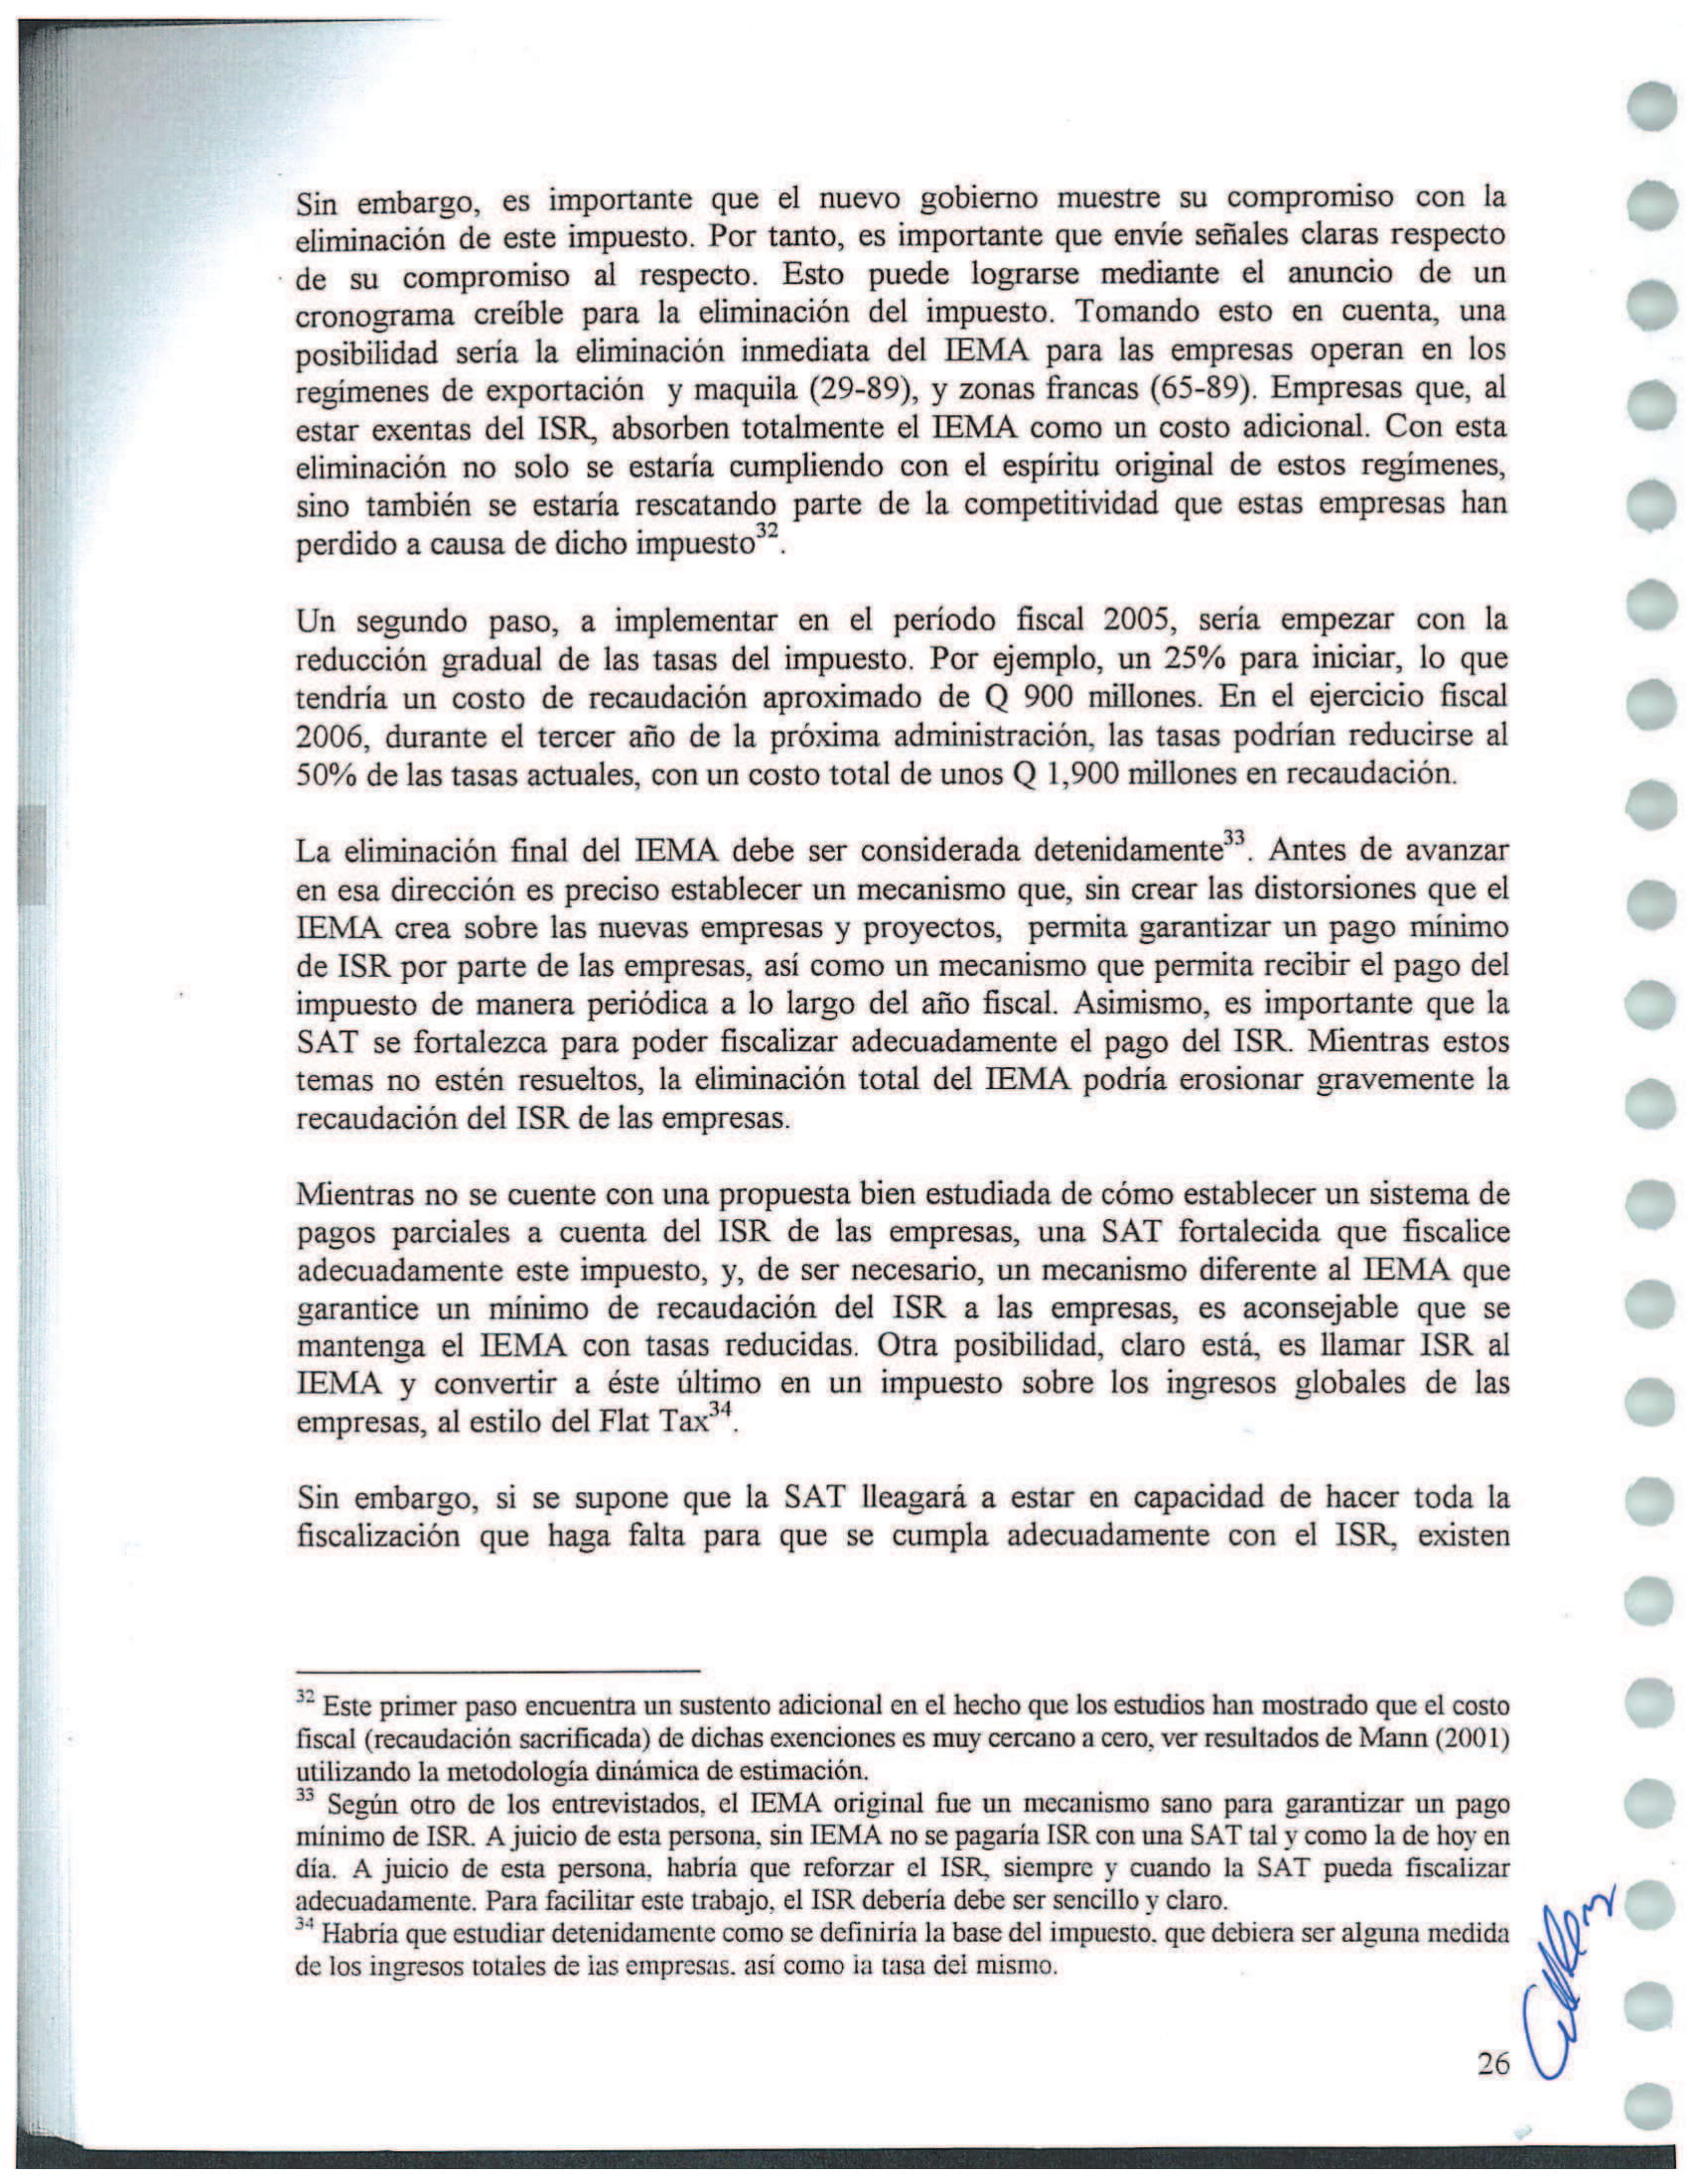 Sin embargo, es importante que el nuevo gobierno muestre su compromiso con la
eliminación de este impuesto. Por tanto, es importante que envíe señales claras respecto
de su compromiso al respecto. Esto puede lograrse mediante el anuncio de un
cronograma creíble para la eliminación del impuesto. Tomando esto en cuenta, una
posibilidad sería la eliminación inmediata del IEMA para las empresas operan en los
regímenes de exportación y maquila (29-89), y zonas francas (65-89). Empresas que, al
estar exentas del ISR, absorben totalmente el IEMA como un costo adicional. Con esta
eliminación no solo se estaría cumpliendo con el espíritu original de estos regímenes,
sino también se estaría rescatando parte de la competitividad que estas empresas han
perdido a causa de dicho impuesto32.
Un segundo paso, a implementar en el período fiscal 2005, sería empezar con la
reducción gradual de las tasas del impuesto. Por ejemplo, un 25% para iniciar, lo que
tendría un costo de recaudación aproximado de Q 900 millones. En el ejercicio fiscal
2006, durante el tercer año de la próxima administración, las tasas podrían reducirse al
50% de las tasas actuales, con un costo total de unos Q 1,900 millones en recaudación.
La eliminación final del IEMA debe ser considerada detenidamente33. Antes de avanzar
en esa dirección es preciso establecer un mecanismo que, sin crear las distorsiones que el
IEMA crea sobre las nuevas empresas y proyectos, permita garantizar un pago mínimo
de ISR por parte de las empresas, así como un mecanismo que permita recibir el pago del
impuesto de manera periódica a lo largo del año fiscal. Asimismo, es importante que la
SAT se fortalezca para poder fiscalizar adecuadamente el pago del ISR. Mientras estos
temas no estén resueltos, la eliminación total del IEMA podría erosionar gravemente la
recaudación del ISR de las empresas.
Mientras no se cuente con una propuesta bien estudiada de cómo establecer un sistema de
pagos parciales a cuenta del ISR de las empresas, una SAT fortalecida que fiscalice
adecuadamente este impuesto, y, de ser necesario, un mecanismo diferente al IEMA que
garantice un mínimo de recaudación del ISR a las empresas, es aconsejable que se
mantenga el IEMA con tasas reducidas. Otra posibilidad, claro está, es llamar ISR al
IEMA y convertir a éste último en un impuesto sobre los ingresos globales de las
empresas, al estilo del Flat Tax34.
Sin embargo, si se supone que la SAT lleagará a estar en capacidad de hacer toda la
fiscalización que haga falta para que se cumpla adecuadamente con el ISR, existen
32 Este primer paso encuentra un sustento adicional en el hecho que los estudios han mostrado que el costo
fiscal (recaudación sacrificada) de dichas exenciones es muy cercano a cero, ver resultados de Mann (2001)
utilizando la metodología dinámica de estimación.
33 Según otro de los entrevistados, el IEMA original fue un mecanismo sano para garantizar un pago
mínimo de ISR. A juicio de esta persona, sin IEMA no se pagaría ISR con una SAT tal y como la de hoy en
día. A juicio de esta persona, habría que reforzar el ISR, siempre y cuando la SAT pueda fiscalizar
adecuadamente. Para facilitar este trabajo, el ISR debería debe ser sencillo y claro.
34 Habría que estudiar detenidamente como se definiría la base del impuesto, que debiera ser alguna medida
de los ingresos totales de las empresas, así como la tasa del mismo.
26